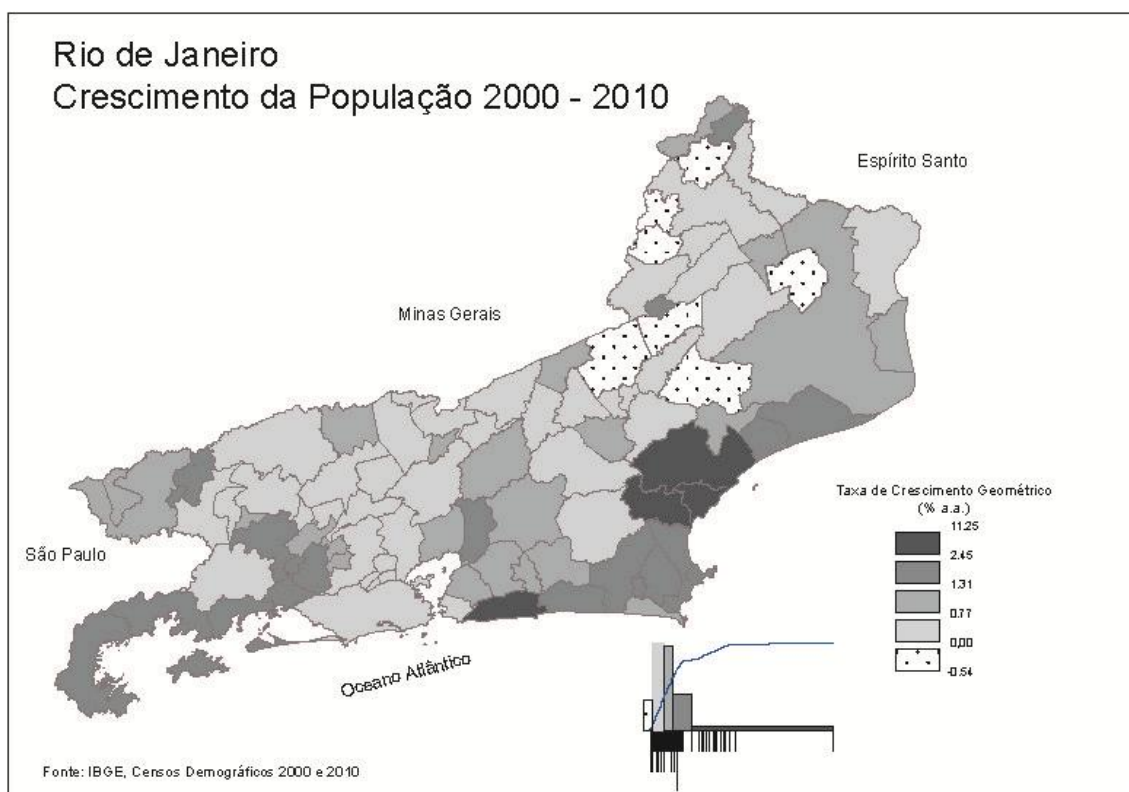 Rio de Janeiro
Crescimento da População 2000 - 2010
Espírito Santo
Minas Gerais
São Paulo
Oceano Atlântico
Taxa de Crescimento Geométrico
(% a.a.)
11.25
2.45
1.31
0.77
0,00
-0.54
Fonte: IBGE, Censos Demográficos 2000 e 2010